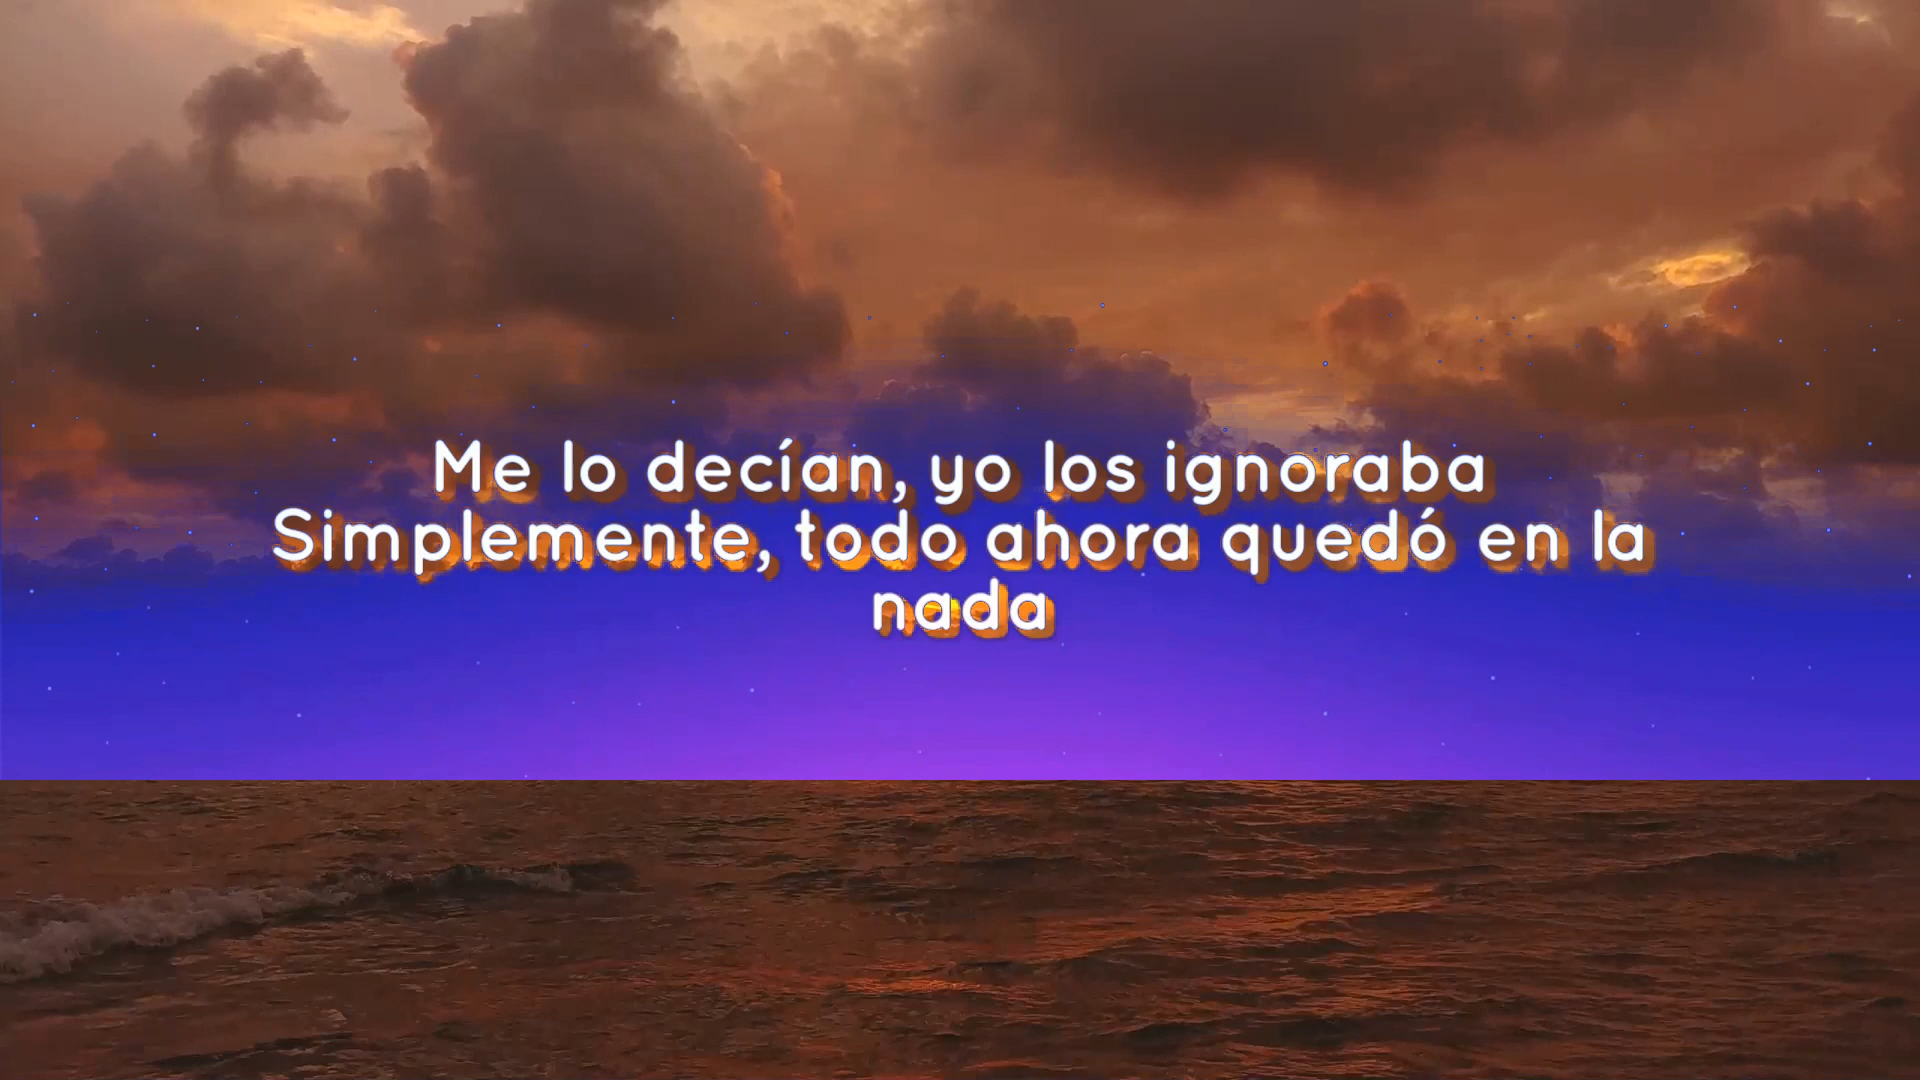 Me lo decían, yo los ignoraba
Simplemente, todo ahora quedó en la
nada